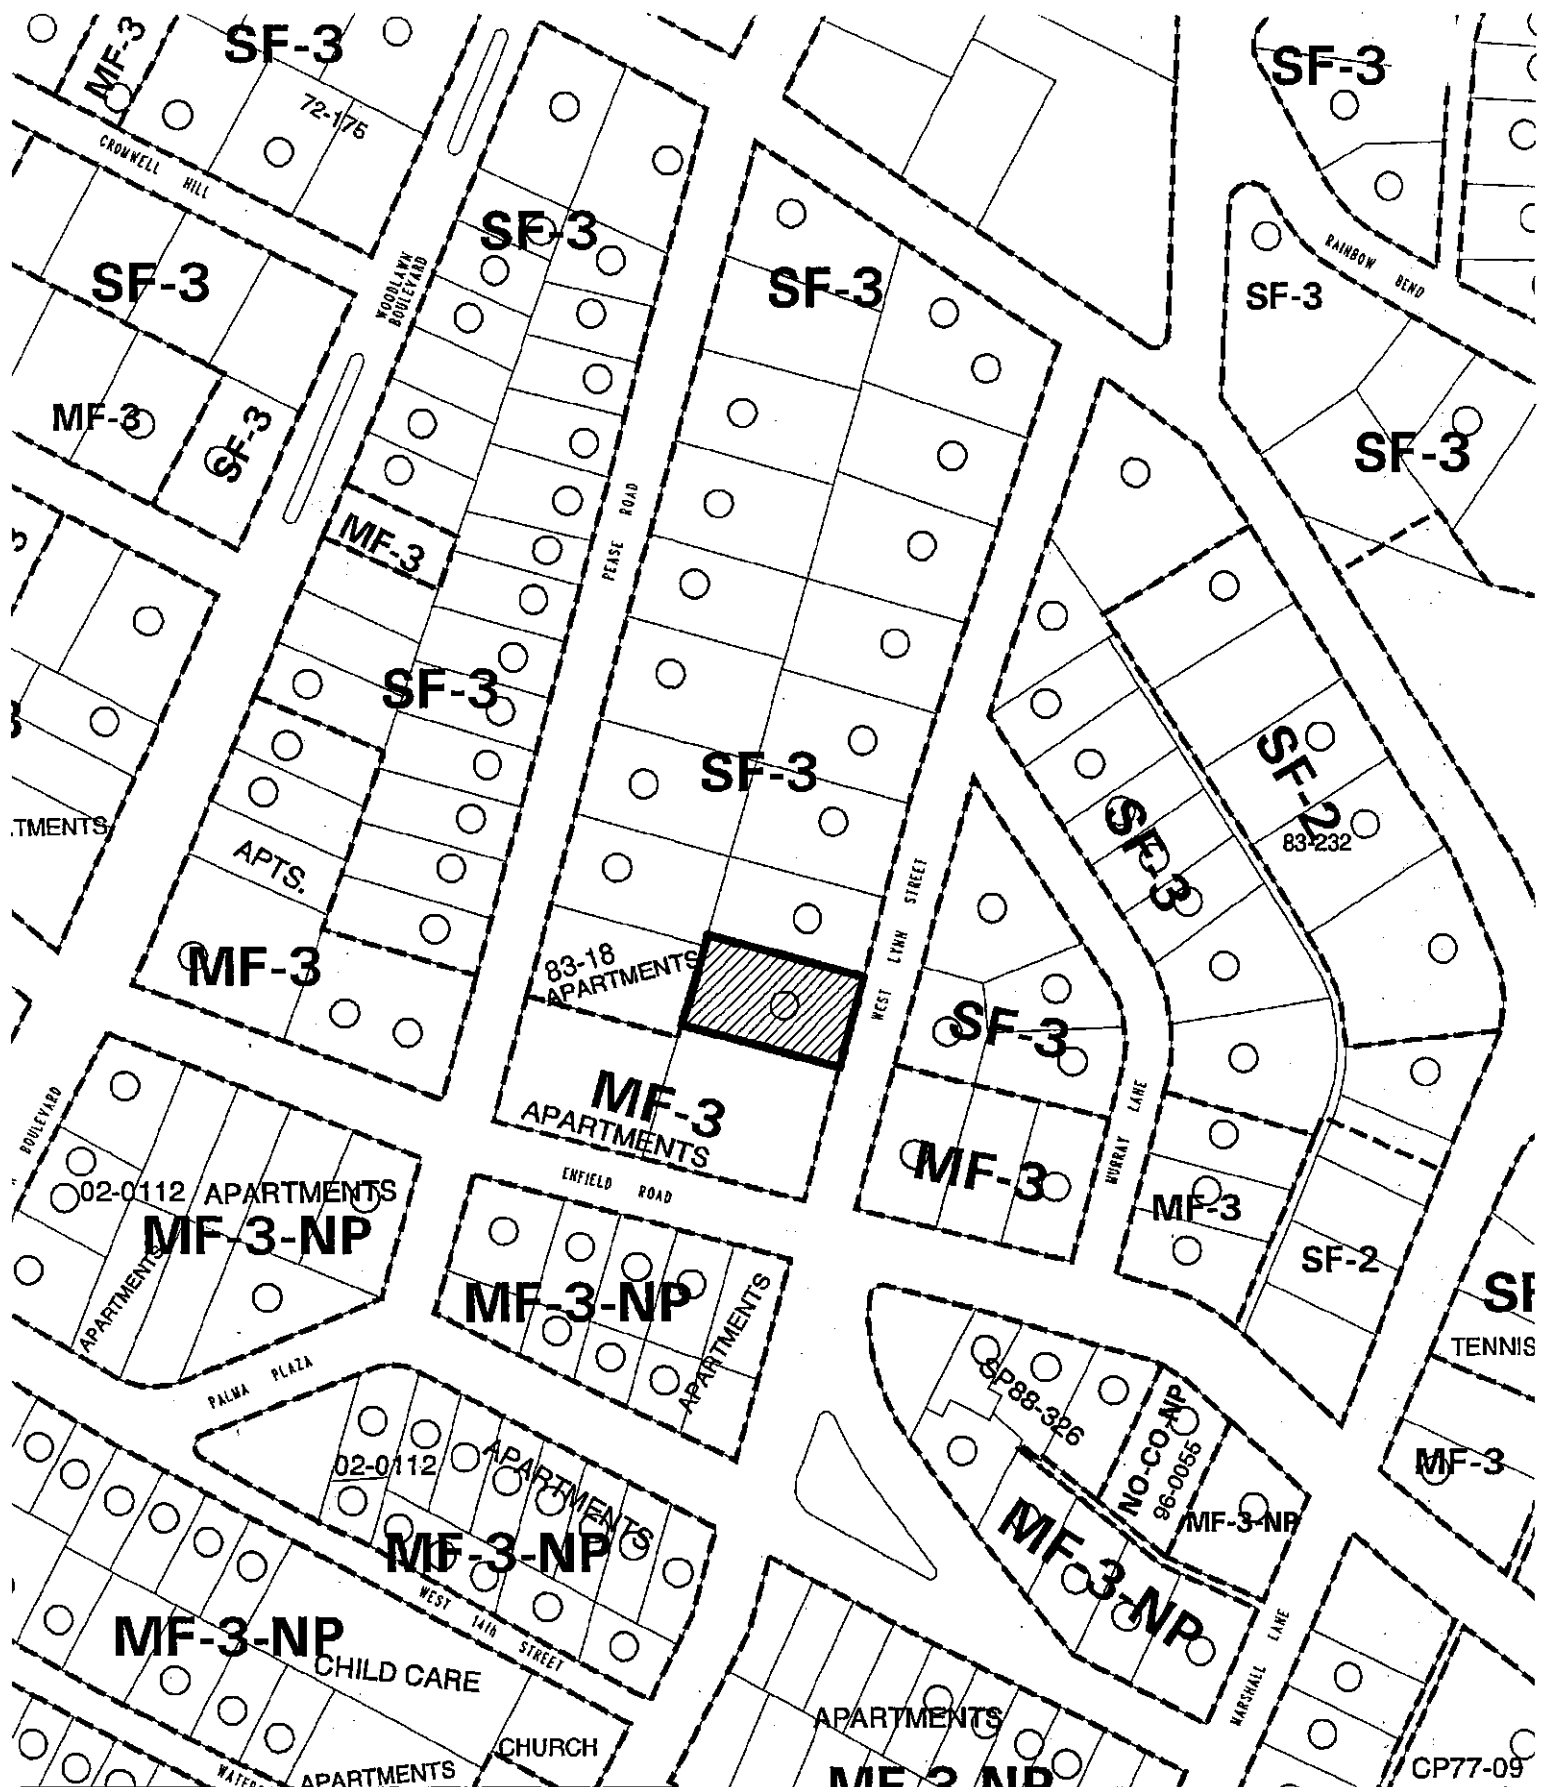 SF-3
MF-3
SF-3
72-175
CROMWELL HILL
SF-3
SF-3
WOODLAWN
BOULEVARD
SF-3
SF-3
RAINBOW BEND
SF-3
MF-3
SF-3
SF-3
MF-3
PEASE ROAD
3
SF-3
SF-3
SF-2
83-232
SF-3
TMENTS
APTS.
WEST LYNN STREET
MF-3
83-18
APARTMENTS
SF-3
MF-3
APARTMENTS
MURRAY LANE
BOULEVARD
MF-3
ENFIELD ROAD
02-0112 APARTMENTS
MF-3-NP
MF-3
SF-2
APARTMENTS
MF-3-NP
APARTMENTS
TENNIS
PALMA PLAZA
SP88-326
NO-CO-NP
96-0055
MF-3
02-0112
APARTMENTS
MF-3-NP
MF-3-NP
MF-3-NP
WEST 14th STREET
MF-3-NP
CHILD CARE
MARSHALL LANE
APARTMENTS
CHURCH
MF-3-NP
APARTMENTS
CP77-09